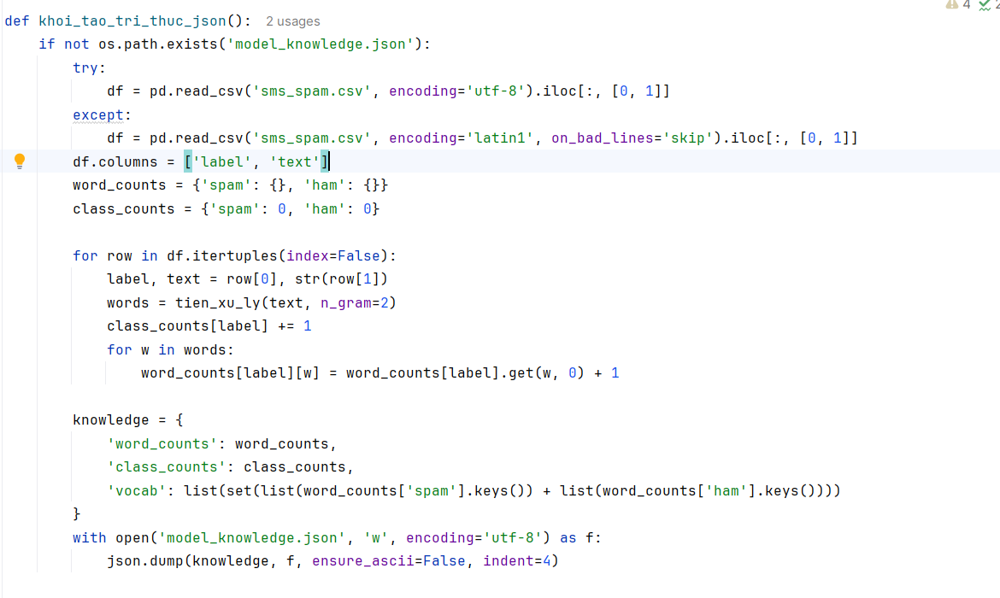 4 2
def khoi_tao_tri_thuc_json(): 2 usages
    if not os.path.exists('model_knowledge.json'):
        try:
            df = pd.read_csv('sms_spam.csv', encoding='utf-8').iloc[:, [0, 1]]
        except:
            df = pd.read_csv('sms_spam.csv', encoding='latin1', on_bad_lines='skip').iloc[:, [0, 1]]
        df.columns = ['label', 'text']
        word_counts = {'spam': {}, 'ham': {}}
        class_counts = {'spam': 0, 'ham': 0}

        for row in df.itertuples(index=False):
            label, text = row[0], str(row[1])
            words = tien_xu_ly(text, n_gram=2)
            class_counts[label] += 1
            for w in words:
                word_counts[label][w] = word_counts[label].get(w, 0) + 1

        knowledge = {
            'word_counts': word_counts,
            'class_counts': class_counts,
            'vocab': list(set(list(word_counts['spam'].keys()) + list(word_counts['ham'].keys())))
        }
        with open('model_knowledge.json', 'w', encoding='utf-8') as f:
            json.dump(knowledge, f, ensure_ascii=False, indent=4)